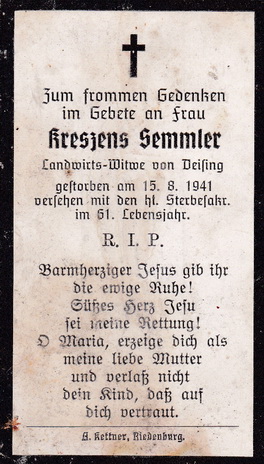 Zum frommen Gedenken
im Gebete an Frau
Kreszens Semmler
Landwirts-Witwe von Deising
gestorben am 15. 8. 1941
versehen mit den hl. Sterbesakr.
im 61. Lebensjahr.
R. I. P.
Barmherziger Jesus gib ihr
die ewige Ruhe!
Süßes Herz Jesu
sei meine Rettung!
O Maria, erzeige dich als
meine liebe Mutter
und verlaß nicht
dein Kind, daß auf
dich vertraut.
A. Kettner, Riedenburg.